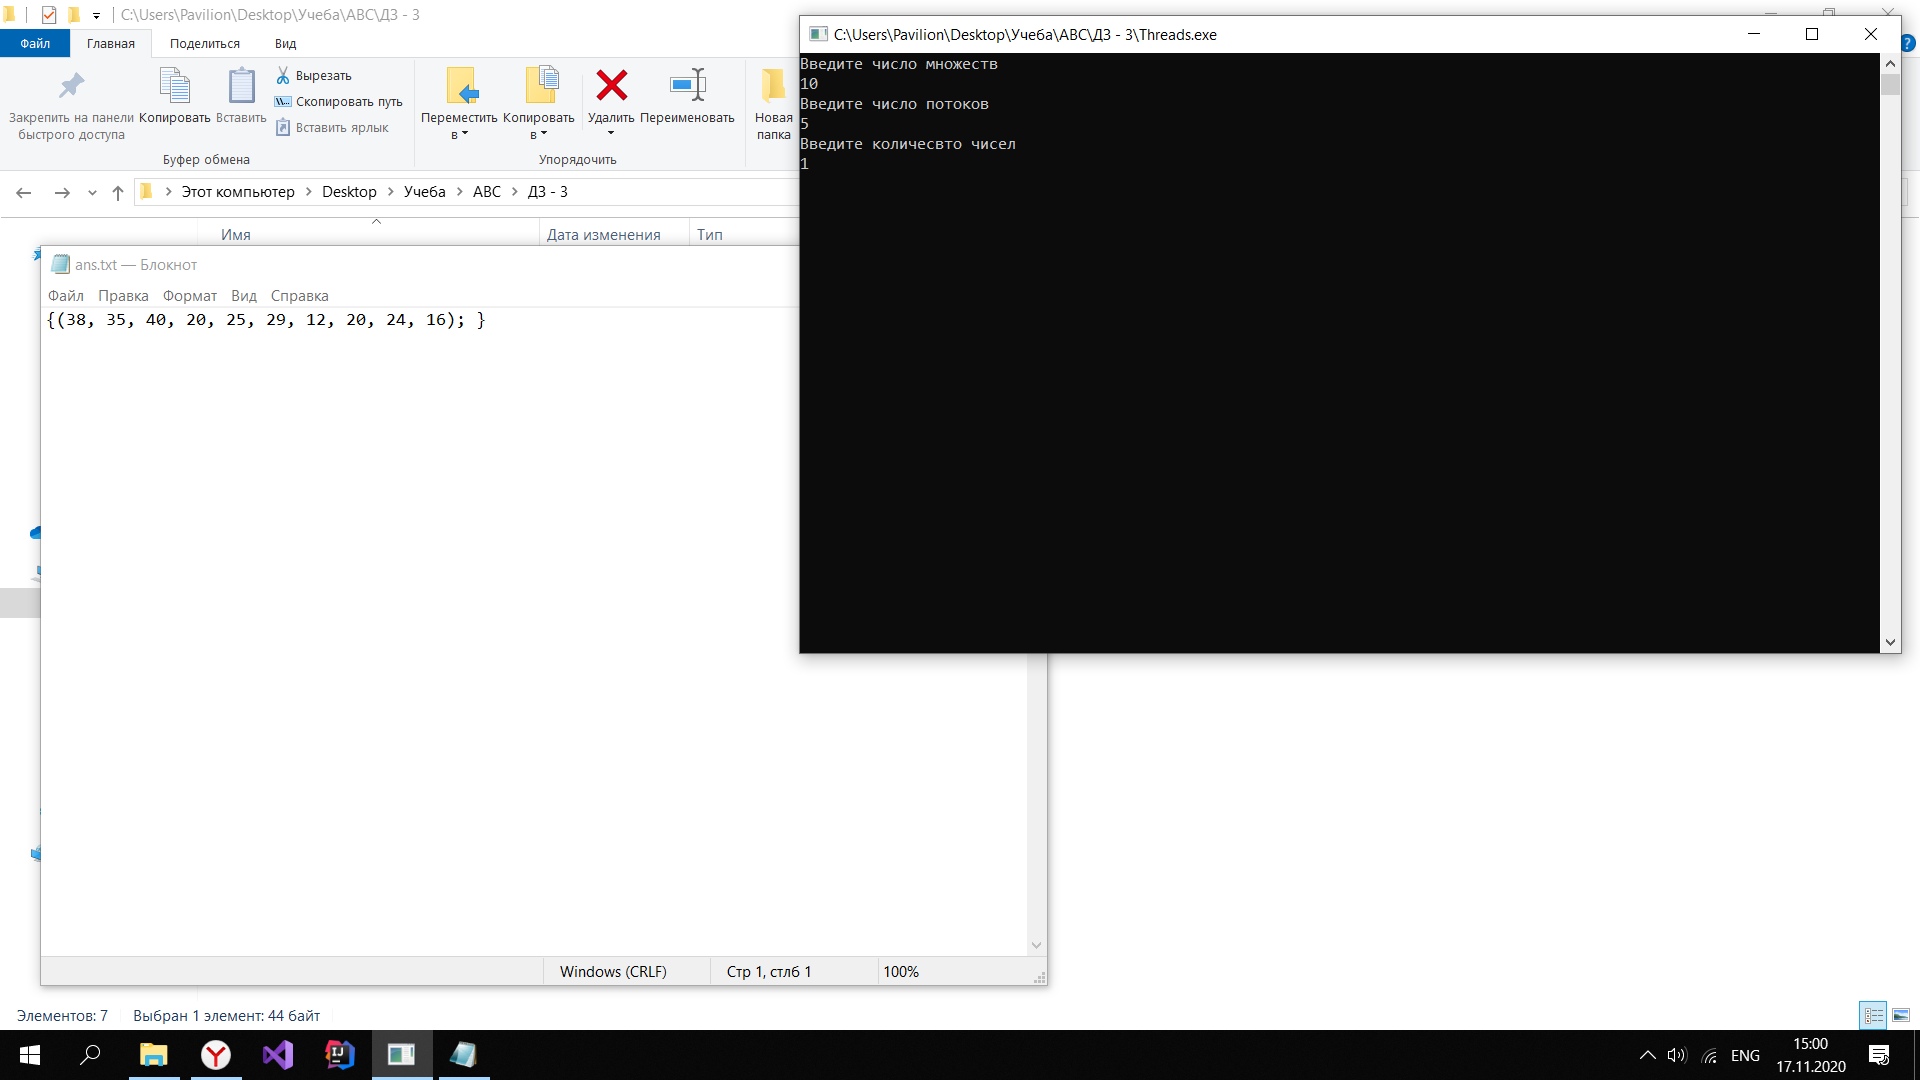 C:\Users\Pavilion\Desktop\Учеба\АВС\ДЗ - 3
Файл Главная Поделиться Вид
Закрепить на панели быстрого доступа
Копировать
Вставить
Вырезать
Скопировать путь
Вставить ярлык
Буфер обмена
Переместить в
Копировать в
Удалить
Переименовать
Упорядочить
Новая папка
Этот компьютер > Desktop > Учеба > АВС > ДЗ - 3
Имя Дата изменения Тип
ans.txt — Блокнот
Файл Правка Формат Вид Справка
{(38, 35, 40, 20, 25, 29, 12, 20, 24, 16); }
Windows (CRLF) Стр 1, стлб 1 100%
C:\Users\Pavilion\Desktop\Учеба\АВС\ДЗ - 3\Threads.exe
Введите число множеств
10
Введите число потоков
5
Введите количесвто чисел
1
Элементов: 7 Выбран 1 элемент: 44 байт
ENG
15:00
17.11.2020